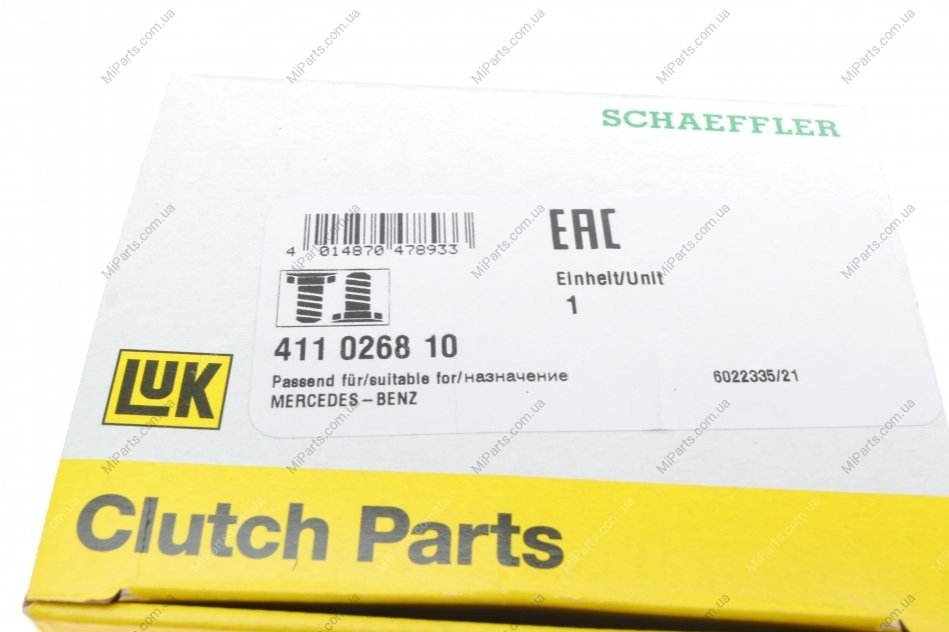 SCHAEFFLER
EAC
4 014870 478933
Einheit/Unit
1
411 0268 10
Passend für/suitable for/назначение
MERCEDES-BENZ
6022335/21
LUK
Clutch Parts
MiParts.com.ua